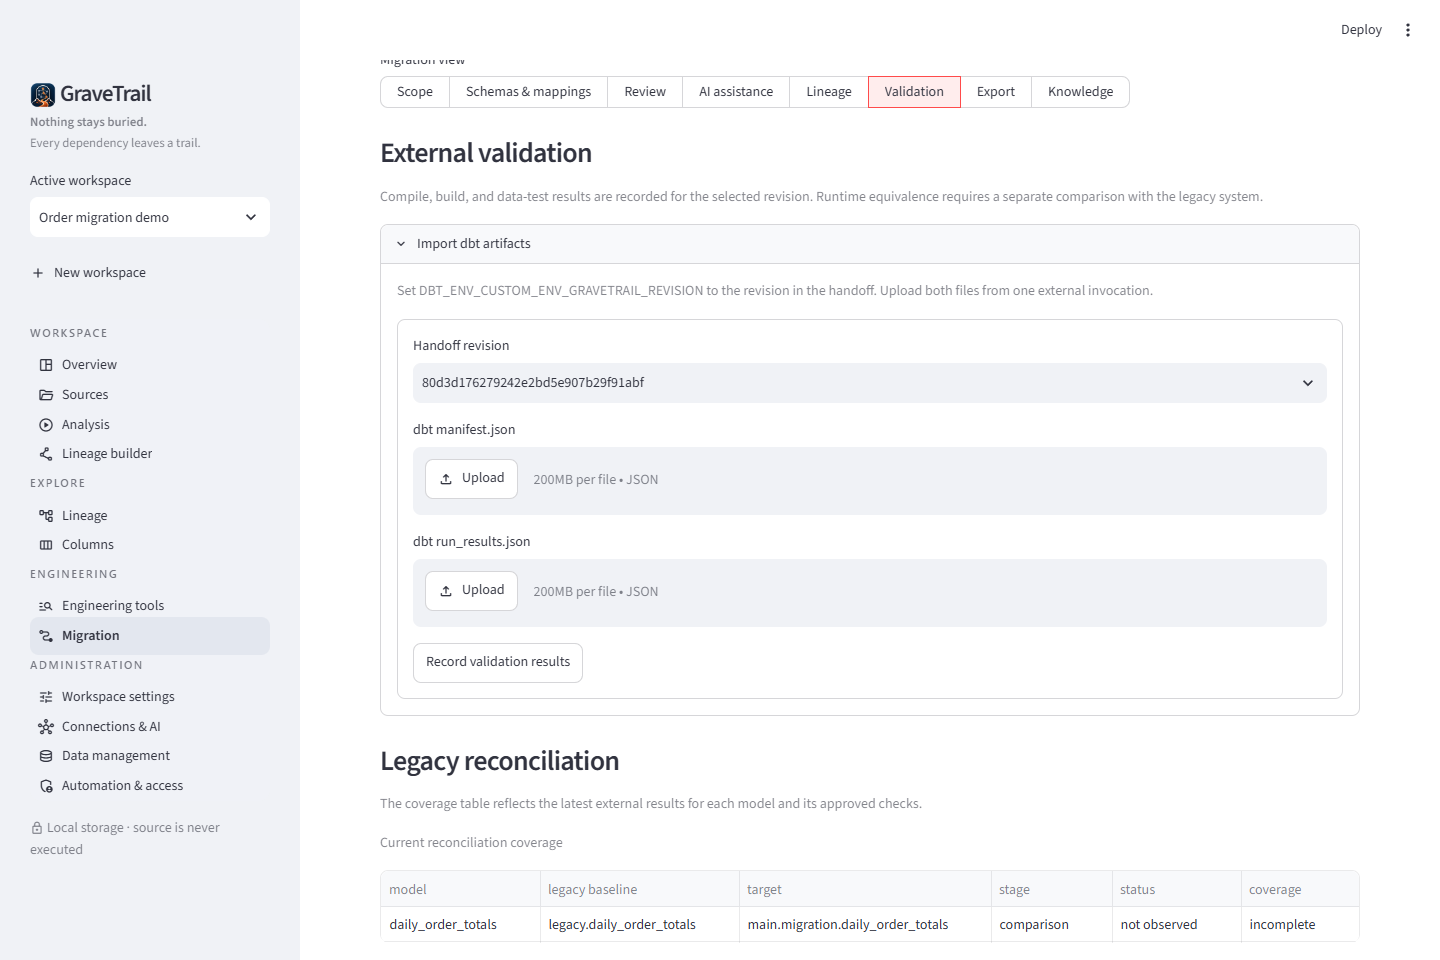 Deploy
GraveTrail
Nothing stays buried.
Every dependency leaves a trail.
Active workspace
Order migration demo
New workspace
WORKSPACE
Overview
Sources
Analysis
Lineage builder
EXPLORE
Lineage
Columns
ENGINEERING
Engineering tools
Migration
ADMINISTRATION
Workspace settings
Connections & AI
Data management
Automation & access
Local storage · source is never
executed
Migration view
Scope Schemas & mappings Review AI assistance Lineage Validation Export Knowledge
External validation
Compile, build, and data-test results are recorded for the selected revision. Runtime equivalence requires a separate comparison with the legacy system.
Import dbt artifacts
Set DBT_ENV_CUSTOM_ENV_GRAVETRAIL_REVISION to the revision in the handoff. Upload both files from one external invocation.
Handoff revision
80d3d176279242e2bd5e907b29f91abf
dbt manifest.json
Upload 200MB per file • JSON
dbt run_results.json
Upload 200MB per file • JSON
Record validation results
Legacy reconciliation
The coverage table reflects the latest external results for each model and its approved checks.
Current reconciliation coverage
model legacy baseline target stage status coverage
daily_order_totals legacy.daily_order_totals main.migration.daily_order_totals comparison not observed incomplete